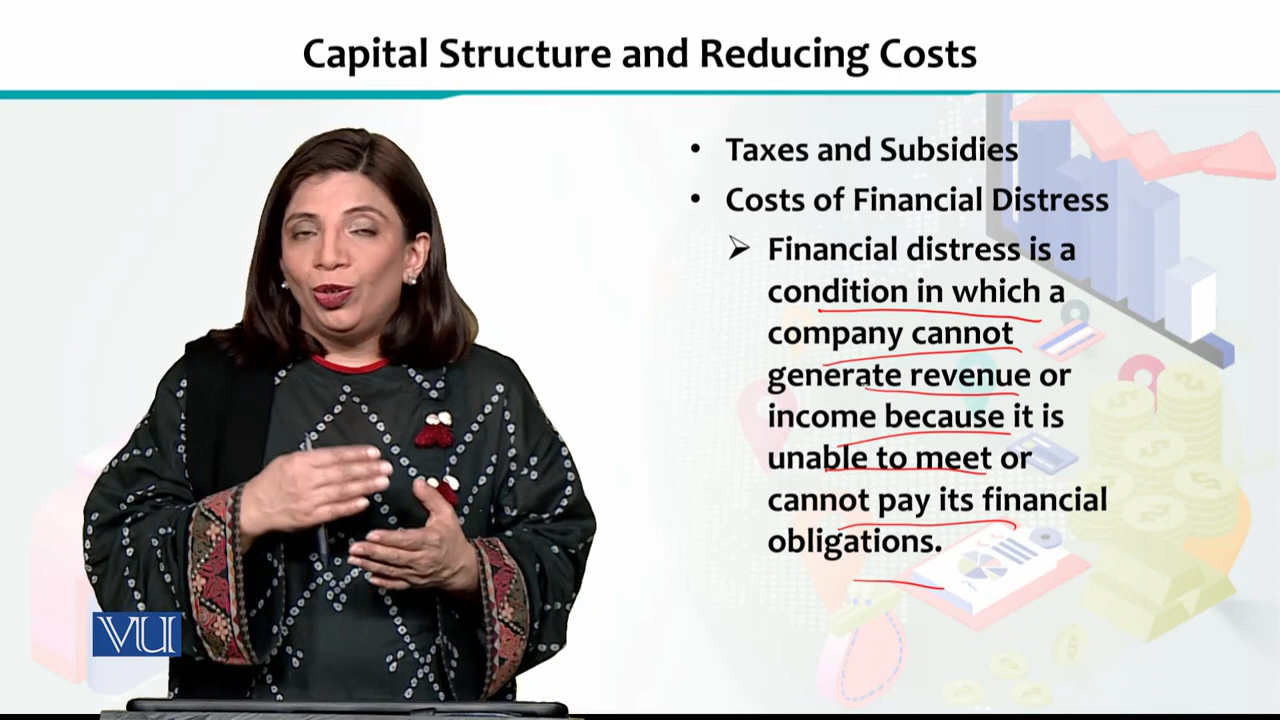 Capital Structure and Reducing Costs
• Taxes and Subsidies
• Costs of Financial Distress
➢ Financial distress is a
condition in which a
company cannot
generate revenue or
income because it is
unable to meet or
cannot pay its financial
obligations.
VU